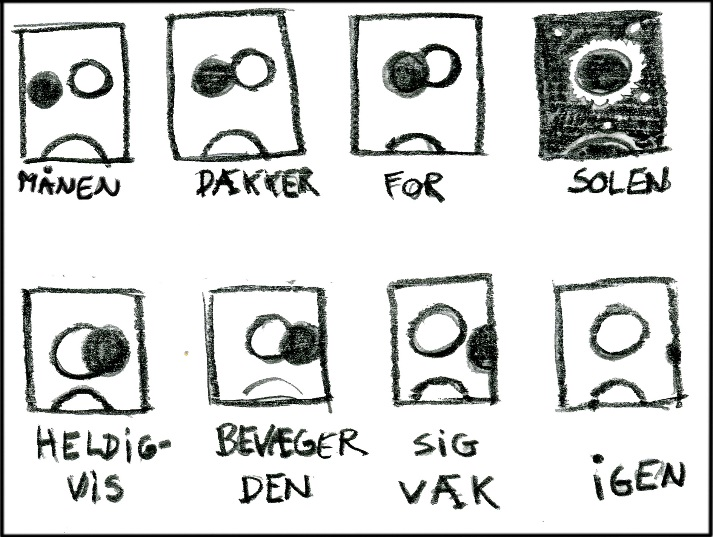 MÅNEN DÆKKER FOR SOLEN
HELDIG- BEVÆGER SIG
VIS DEN VÆK IGEN